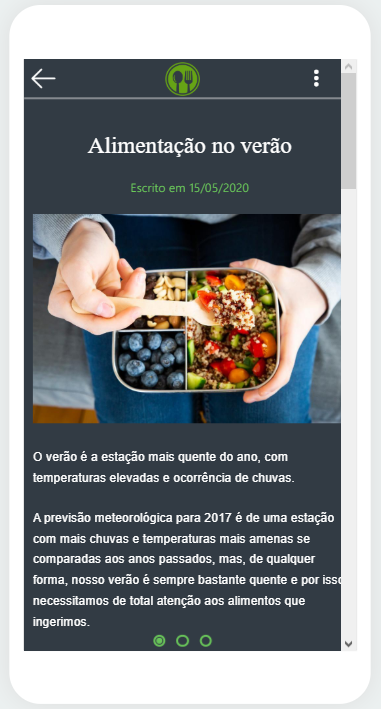 Alimentação no verão
Escrito em 15/05/2020
O verão é a estação mais quente do ano, com
temperaturas elevadas e ocorrência de chuvas.
A previsão meteorológica para 2017 é de uma estação
com mais chuvas e temperaturas mais amenas se
comparadas aos anos passados, mas, de qualquer
forma, nosso verão é sempre bastante quente e por isso
necessitamos de total atenção aos alimentos que
ingerimos.